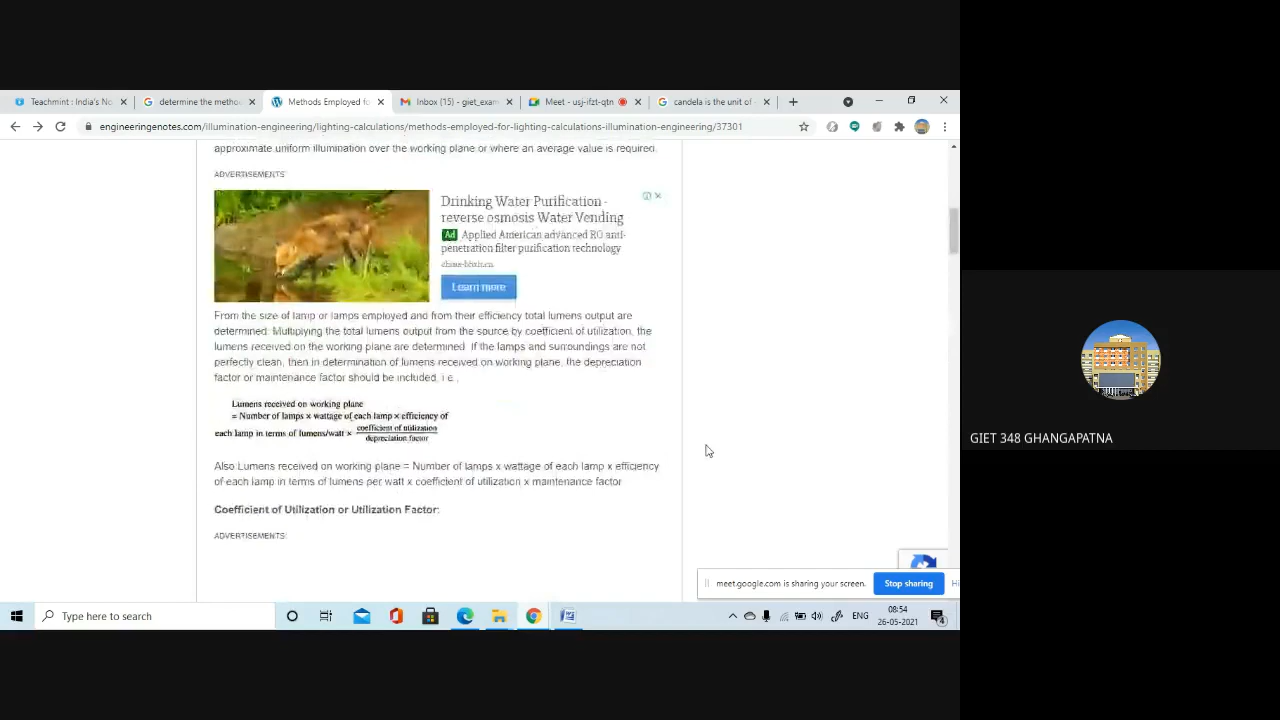 Teachmint : India's No
determine the metho
Methods Employed fo
Inbox (15) - giet_exam
Meet - usj-ifzt-qtn
candela is the unit of
engineeringnotes.com/illumination-engineering/lighting-calculations/methods-employed-for-lighting-calculations-illumination-engineering/37301
approximate uniform illumination over the working plane or where an average value is required.
ADVERTISEMENTS
Drinking Water Purification -
reverse osmosis Water Vending
Ad Applied American advanced RO anti-
penetration filter purification technology
Learn more
From the size of lamp or lamps employed and from their efficiency total lumens output are
determined. Multiplying the total lumens output from the source by coefficient of utilization, the
lumens received on the working plane are determined. If the lamps and surroundings are not
perfectly clean, then in determination of lumens received on working plane, the depreciation
factor or maintenance factor should be included, i.e.,
Lumens received on working plane
= Number of lamps × wattage of each lamp × efficiency of
each lamp in terms of lumens/watt × coefficient of utilization
depreciation factor
Also Lumens received on working plane = Number of lamps x wattage of each lamp x efficiency
of each lamp in terms of lumens per watt x coefficient of utilization x maintenance factor
Coefficient of Utilization or Utilization Factor:
ADVERTISEMENTS
meet.google.com is sharing your screen.
Stop sharing
Hi
Type here to search
ENG
08:54
26-05-2021
4
GIET 348 GHANGAPATNA